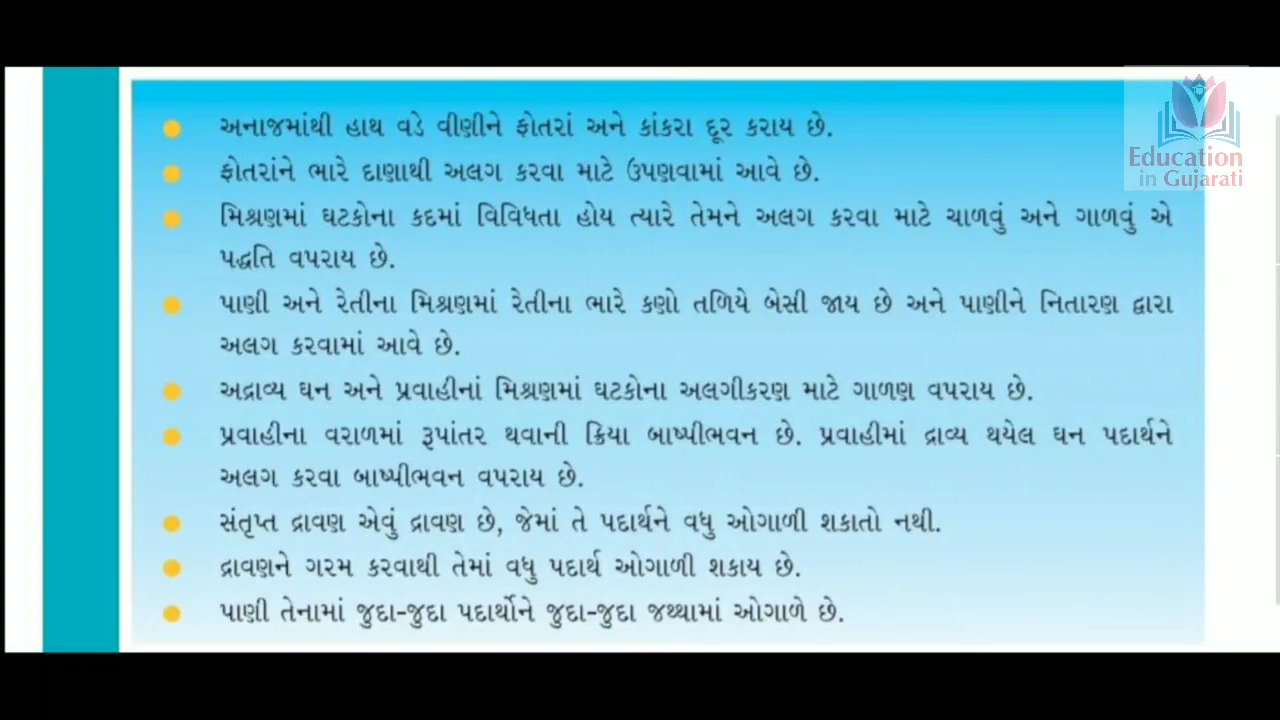 Education
in Gujarati
અનાજમાંથી હાથ વડે વીણીને ફોતરાં અને કાંકરા દૂર કરાય છે.
ફોતરાંને ભારે દાણાથી અલગ કરવા માટે ઉપણવામાં આવે છે.
મિશ્રણમાં ઘટકોના કદમાં વિવિધતા હોય ત્યારે તેમને અલગ કરવા માટે ચાળવું અને ગાળવું એ
પદ્ધતિ વપરાય છે.
પાણી અને રેતીના મિશ્રણમાં રેતીના ભારે કણો તળિયે બેસી જાય છે અને પાણીને નિતારણ દ્વારા
અલગ કરવામાં આવે છે.
અદ્રાવ્ય ઘન અને પ્રવાહીનાં મિશ્રણમાં ઘટકોના અલગીકરણ માટે ગાળણ વપરાય છે.
પ્રવાહીના વરાળમાં રૂપાંતર થવાની ક્રિયા બાષ્પીભવન છે. પ્રવાહીમાં દ્રાવ્ય થયેલ ઘન પદાર્થને
અલગ કરવા બાષ્પીભવન વપરાય છે.
સંતૃપ્ત દ્રાવણ એવું દ્રાવણ છે, જેમાં તે પદાર્થને વધુ ઓગાળી શકાતો નથી.
દ્રાવણને ગરમ કરવાથી તેમાં વધુ પદાર્થ ઓગાળી શકાય છે.
પાણી તેનામાં જુદા-જુદા પદાર્થોને જુદા-જુદા જથ્થામાં ઓગાળે છે.